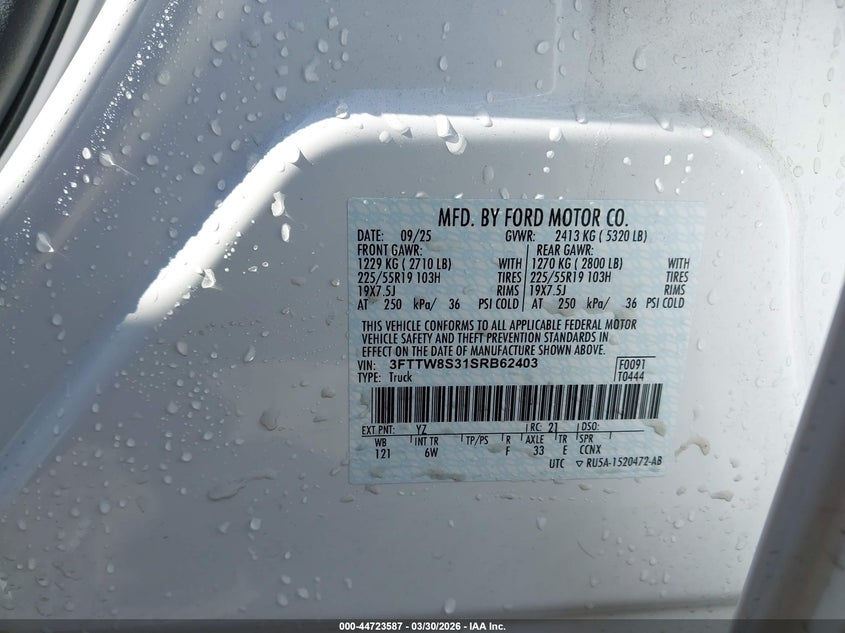 MFD. BY FORD MOTOR CO.
DATE: 09/25 GVWR: 2413 KG ( 5320 LB)
FRONT GAWR: REAR GAWR:
1229 KG ( 2710 LB) WITH 1270 KG ( 2800 LB) WITH
225/55R19 103H TIRES 225/55R19 103H TIRES
19X7.5J RIMS 19X7.5J RIMS
AT 250 kPa/ 36 PSI COLD AT 250 kPa/ 36 PSI COLD
THIS VEHICLE CONFORMS TO ALL APPLICABLE FEDERAL MOTOR
VEHICLE SAFETY AND THEFT PREVENTION STANDARDS IN
EFFECT ON THE DATE OF MANUFACTURE SHOWN ABOVE.
VIN: 3FTTW8S31SRB62403 F0091
TYPE: Truck T0444
EXT PNT: YZ RC: 21 DSO:
WB INT TR TP/PS R AXLE TR SPR
121 6W F 33 E CCNX
UTC ▽ RU5A-1520472-AB
000-44723587 - 03/30/2026 - IAA Inc.